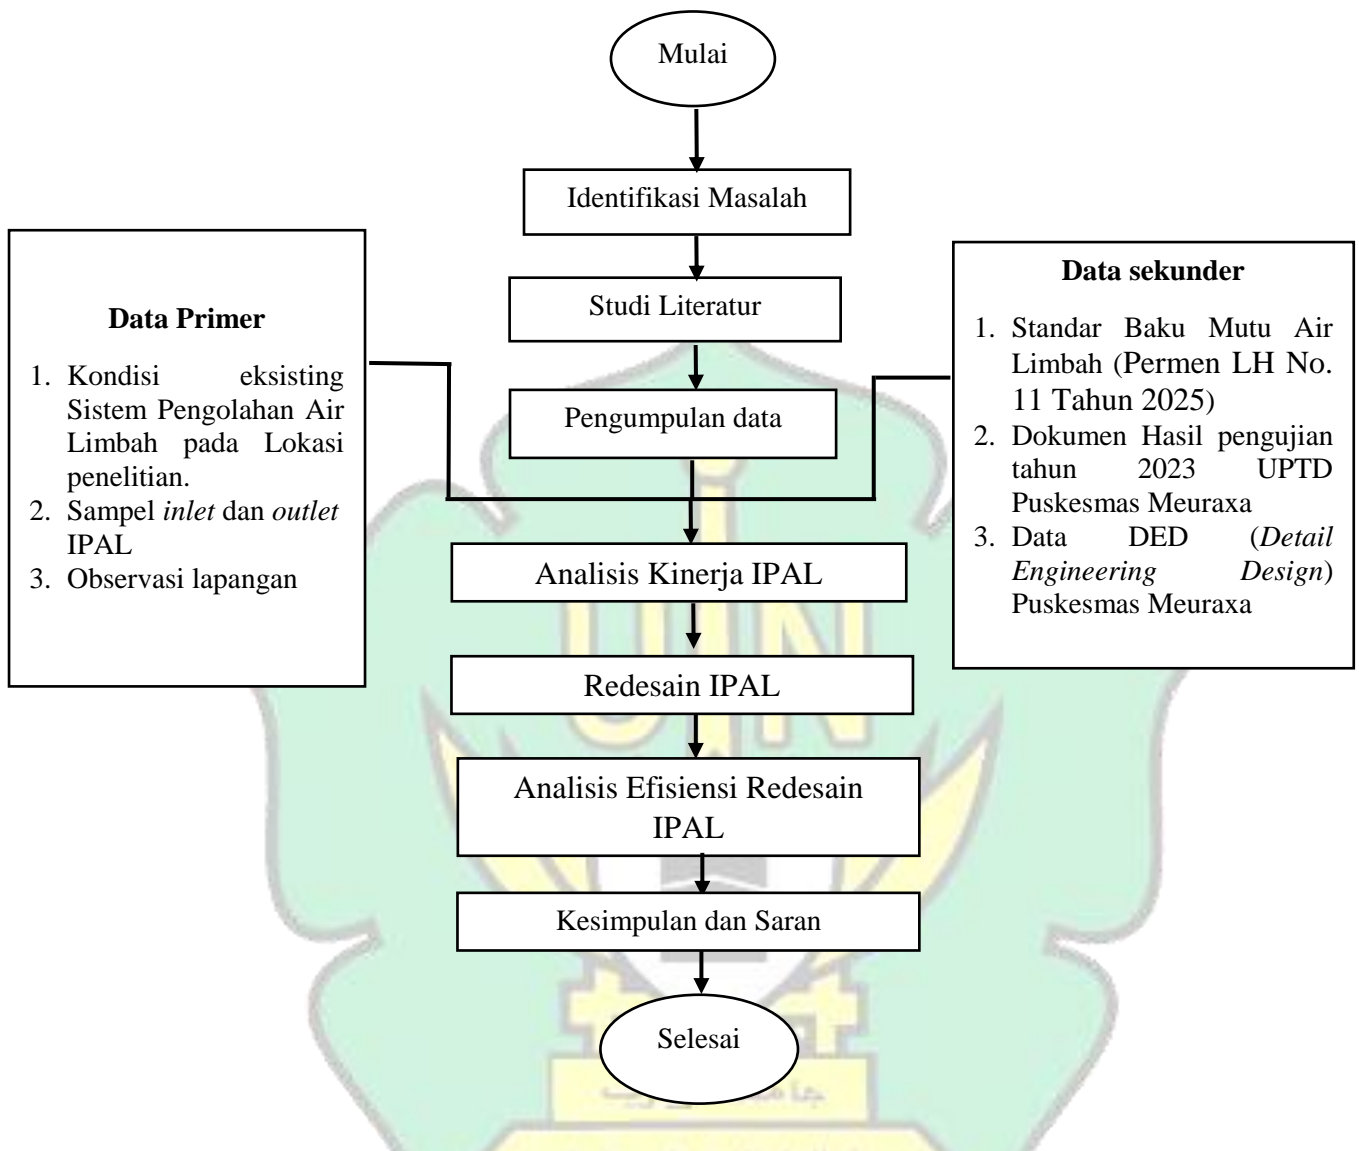 Mulai
Identifikasi Masalah
Studi Literatur
Pengumpulan data
Data Primer
1. Kondisi eksisting
Sistem Pengolahan Air
Limbah pada Lokasi
penelitian.
2. Sampel inlet dan outlet
IPAL
3. Observasi lapangan
Data sekunder
1. Standar Baku Mutu Air
Limbah (Permen LH No.
11 Tahun 2025)
2. Dokumen Hasil pengujian
tahun 2023 UPTD
Puskesmas Meuraxa
3. Data DED (Detail
Engineering Design)
Puskesmas Meuraxa
Analisis Kinerja IPAL
UIN
Redesain IPAL
Analisis Efisiensi Redesain
IPAL
Kesimpulan dan Saran
Selesai